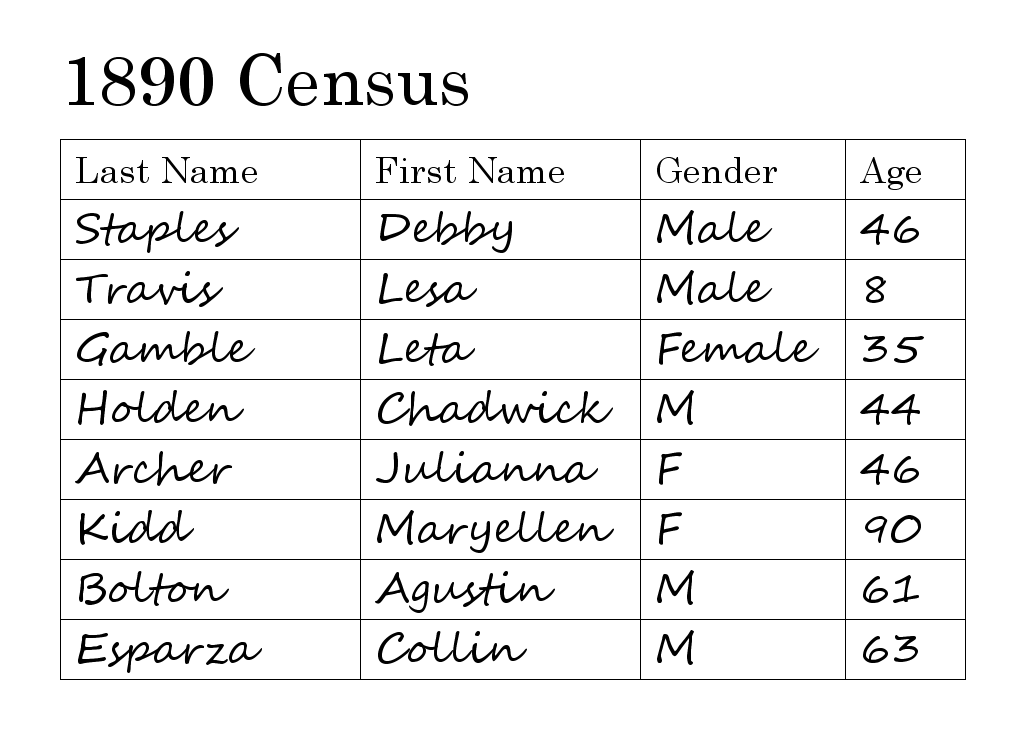 1890 Census
Last Name First Name Gender Age
Staples Debby Male 46
Travis Lesa Male 8
Gamble Leta Female 35
Holden Chadwick M 44
Archer Julianna F 46
Kidd Maryellen F 90
Bolton Agustin M 61
Esparza Collin M 63